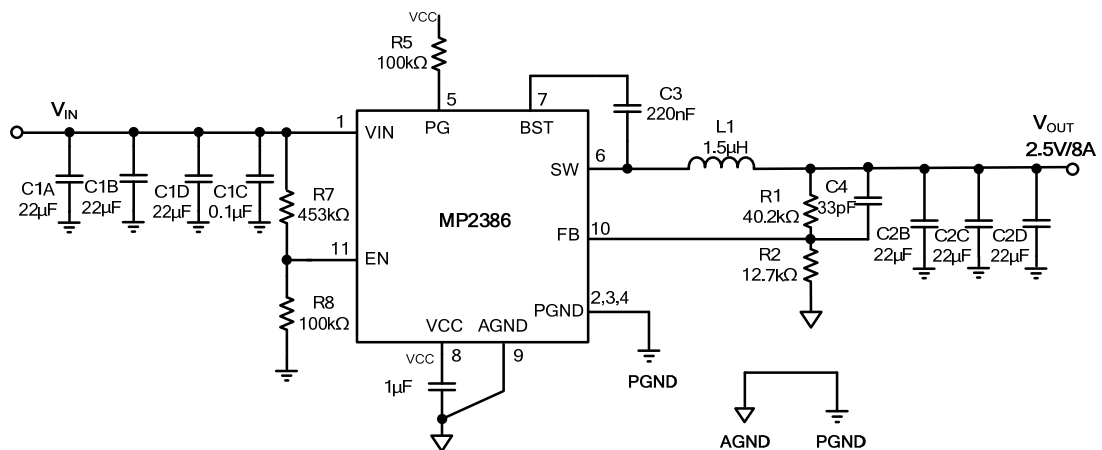 VCC
R5
100kΩ
5
PG
7
BST
C3
220nF
VIN
1
VIN
C1A
22µF
C1B
22µF
C1D
22µF
C1C
0.1µF
R7
453kΩ
11
EN
R8
100kΩ
MP2386
SW
6
L1
1.5µH
VOUT
2.5V/8A
R1
40.2kΩ
C4
33pF
FB
10
R2
12.7kΩ
C2B
22µF
C2C
22µF
C2D
22µF
PGND
2,3,4
PGND
VCC
AGND
VCC
8
9
1µF
AGND
PGND